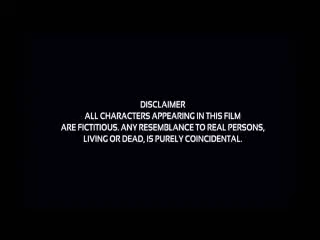 DISCLAIMER
ALL CHARACTERS APPEARING IN THIS FILM
ARE FICTITIOUS. ANY RESEMBLANCE TO REAL PERSONS,
LIVING OR DEAD, IS PURELY COINCIDENTAL.